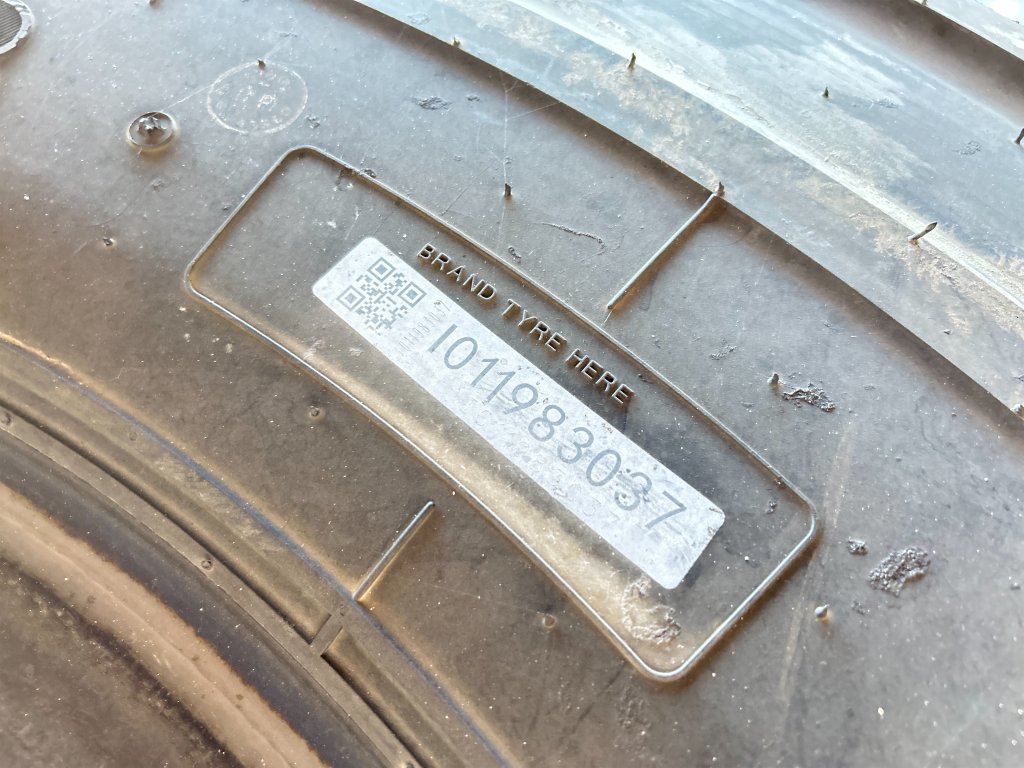 BRAND TYRE HERE
I011983037